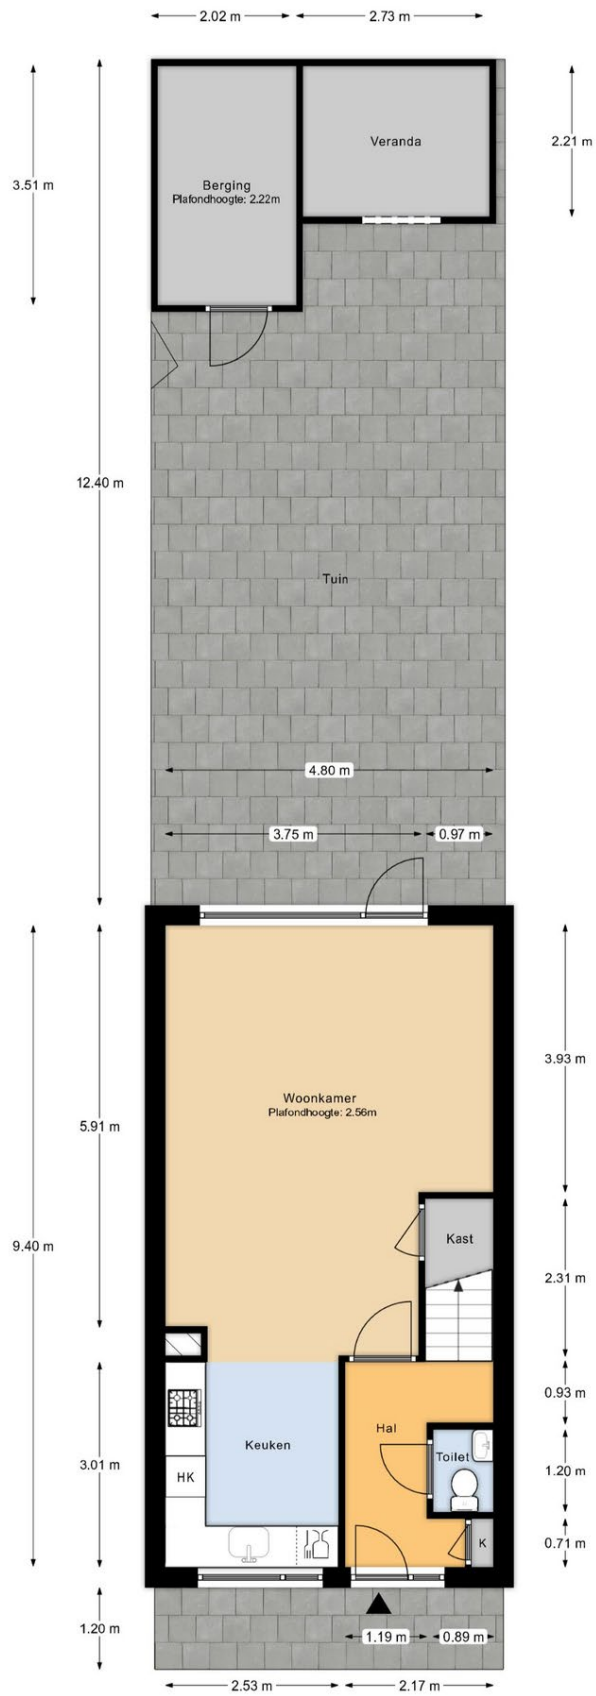 2.02 m
2.73 m
3.51 m
2.21 m
Veranda
Berging
Plafondhoogte: 2.22m
12.40 m
Tuin
4.80 m
3.75 m
0.97 m
3.93 m
Woonkamer
Plafondhoogte: 2.56m
5.91 m
9.40 m
Kast
2.31 m
0.93 m
Hal
Keuken
Toilet
3.01 m
HK
1.20 m
K
0.71 m
1.20 m
1.19 m
0.89 m
2.53 m
2.17 m